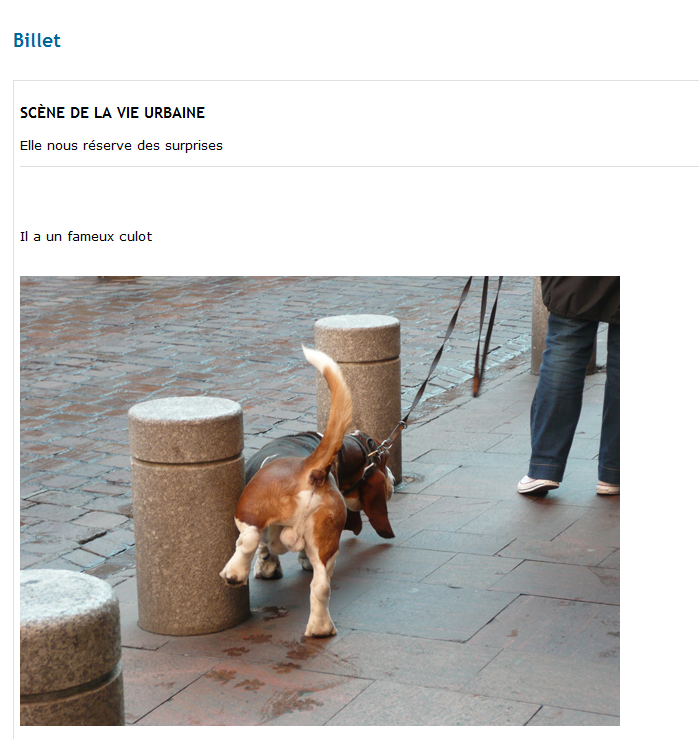 Billet
SCÈNE DE LA VIE URBAINE
Elle nous réserve des surprises
Il a un fameux culot